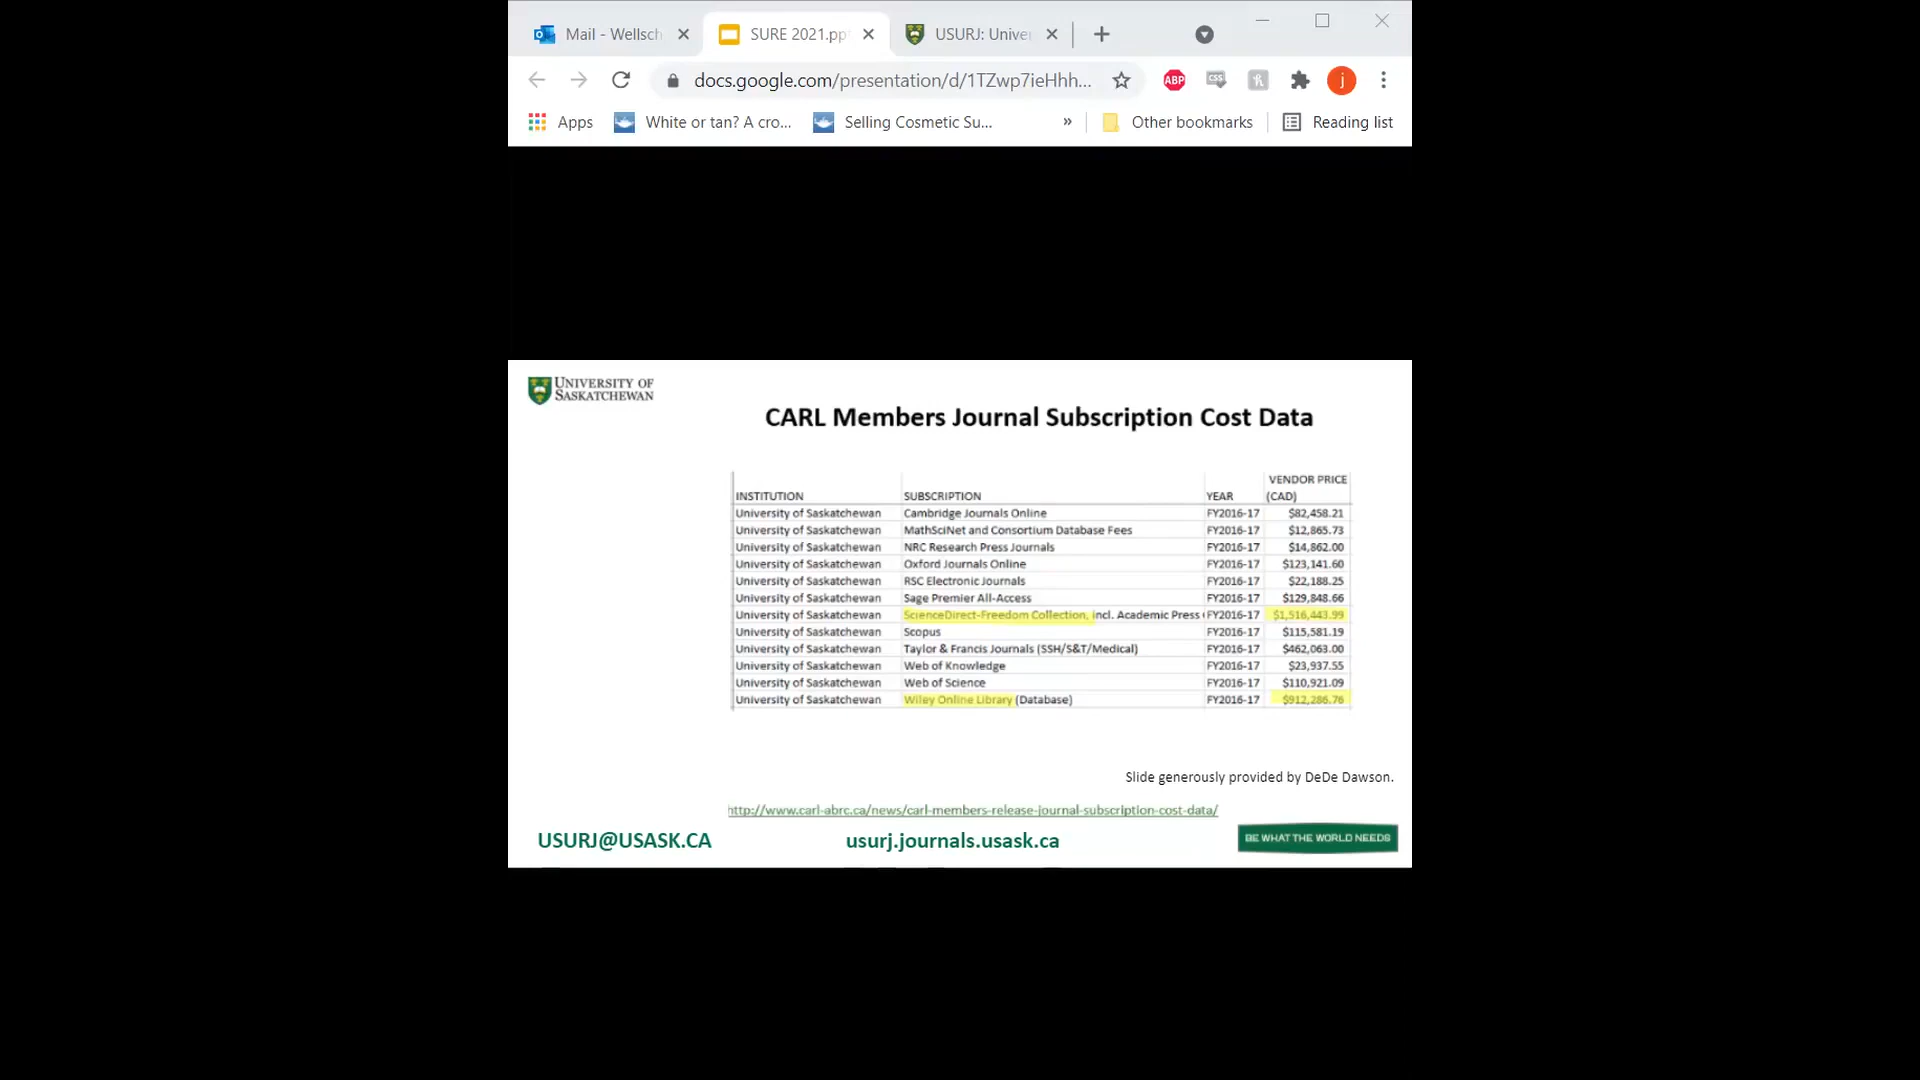 Mail - Wellsch
SURE 2021.pp
USURJ: Unive
docs.google.com/presentation/d/1TZwp7ieHhh...
ABP
CSS
j
Apps
White or tan? A cro...
Selling Cosmetic Su...
»
Other bookmarks
Reading list
UNIVERSITY OF
SASKATCHEWAN
CARL Members Journal Subscription Cost Data
INSTITUTION SUBSCRIPTION YEAR VENDOR PRICE (CAD)
University of Saskatchewan Cambridge Journals Online FY2016-17 $82,458.21
University of Saskatchewan MathSciNet and Consortium Database Fees FY2016-17 $12,865.73
University of Saskatchewan NRC Research Press Journals FY2016-17 $14,862.00
University of Saskatchewan Oxford Journals Online FY2016-17 $123,141.60
University of Saskatchewan RSC Electronic Journals FY2016-17 $22,188.25
University of Saskatchewan Sage Premier All-Access FY2016-17 $129,848.66
University of Saskatchewan ScienceDirect-Freedom Collection, incl. Academic Press FY2016-17 $1,516,443.99
University of Saskatchewan Scopus FY2016-17 $115,581.19
University of Saskatchewan Taylor & Francis Journals (SSH/S&T/Medical) FY2016-17 $462,063.00
University of Saskatchewan Web of Knowledge FY2016-17 $23,937.55
University of Saskatchewan Web of Science FY2016-17 $110,921.09
University of Saskatchewan Wiley Online Library (Database) FY2016-17 $912,286.76
Slide generously provided by DeDe Dawson.
http://www.carl-abrc.ca/news/carl-members-release-journal-subscription-cost-data/
USURJ@USASK.CA
usurj.journals.usask.ca
BE WHAT THE WORLD NEEDS